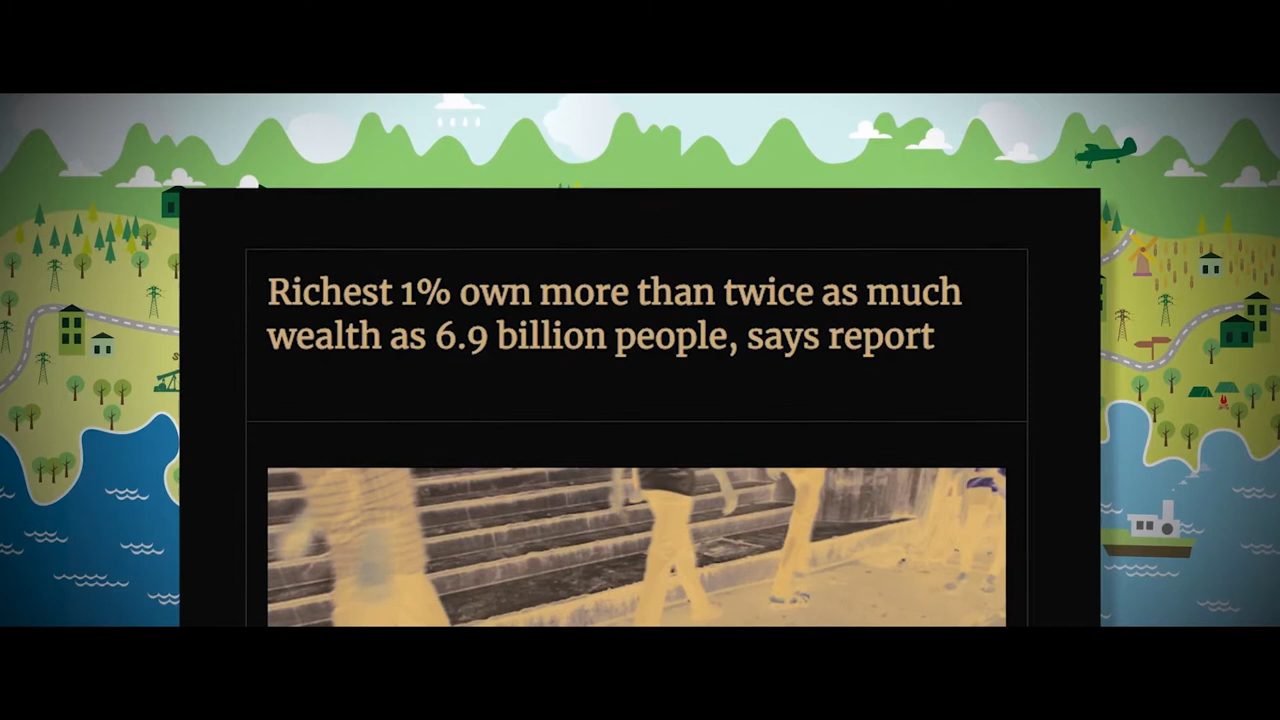 Richest 1% own more than twice as much
wealth as 6.9 billion people, says report